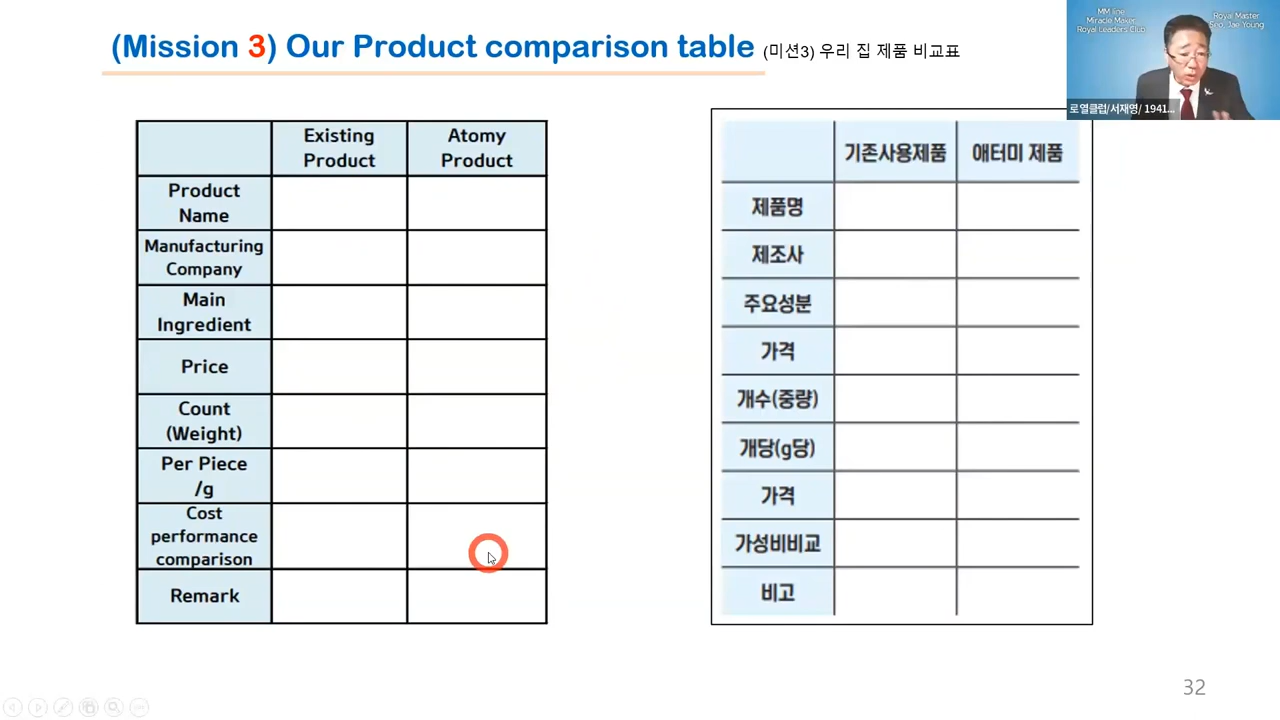 (Mission 3) Our Product comparison table (미션3) 우리 집 제품 비교표
MM line
Miracle Maker
Royal Leaders Club
Royal Master
Seo, Jae Young
로열클럽/서재영/ 1941...
Existing
Product
Atomy
Product
Product
Name
Manufacturing
Company
Main
Ingredient
Price
Count
(Weight)
Per Piece
/g
Cost
performance
comparison
Remark
기존사용제품
애터미 제품
제품명
제조사
주요성분
가격
개수(중량)
개당(g당)
가격
가성비비교
비고
32